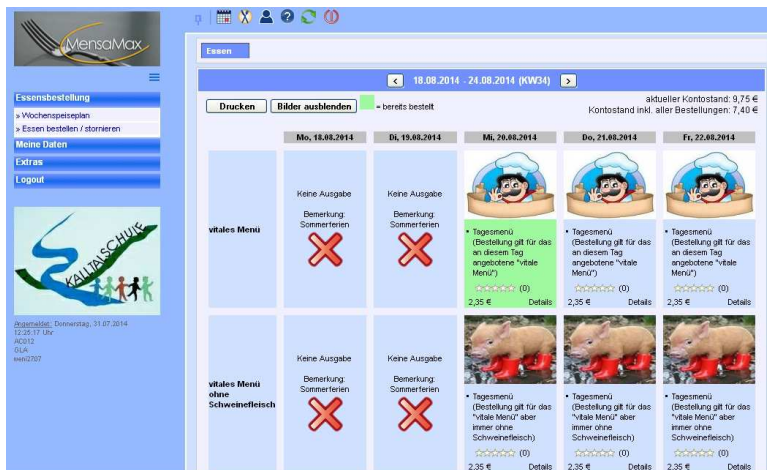 MensaMax
Essen
18.08.2014 - 24.08.2014 (KW34)
Essensbestellung
» Wochenspeiseplan
» Essen bestellen / stornieren
Meine Daten
Extras
Logout
KALLTALSCHULE
Angemeldet: Donnerstag, 31.07.2014
12:25:17 Uhr
AC012
GLA
Drucken
Bilder ausblenden
= bereits bestellt
aktueller Kontostand: 9,75 €
Kontostand inkl. aller Bestellungen: 7,40 €
Mo, 18.08.2014
Di, 19.08.2014
Mi, 20.08.2014
Do, 21.08.2014
Fr, 22.08.2014
vitales Menü
Keine Ausgabe
Bemerkung:
Sommerferien
Keine Ausgabe
Bemerkung:
Sommerferien
• Tagesmenü
(Bestellung gilt für das
an diesem Tag
angebotene "vitale
Menü")
(0)
2,35 € Details
• Tagesmenü
(Bestellung gilt für das
an diesem Tag
angebotene "vitale
Menü")
(0)
2,35 € Details
• Tagesmenü
(Bestellung gilt für das
an diesem Tag
angebotene "vitale
Menü")
(0)
2,35 € Details
vitales Menü
ohne
Schweinefleisch
Keine Ausgabe
Bemerkung:
Sommerferien
Keine Ausgabe
Bemerkung:
Sommerferien
• Tagesmenü
(Bestellung gilt für das
"vitale Menü" aber
immer ohne
Schweinefleisch)
(0)
2,35 € Details
• Tagesmenü
(Bestellung gilt für das
"vitale Menü" aber
immer ohne
Schweinefleisch)
(0)
2,35 € Details
• Tagesmenü
(Bestellung gilt für das
"vitale Menü" aber
immer ohne
Schweinefleisch)
(0)
2,35 € Details